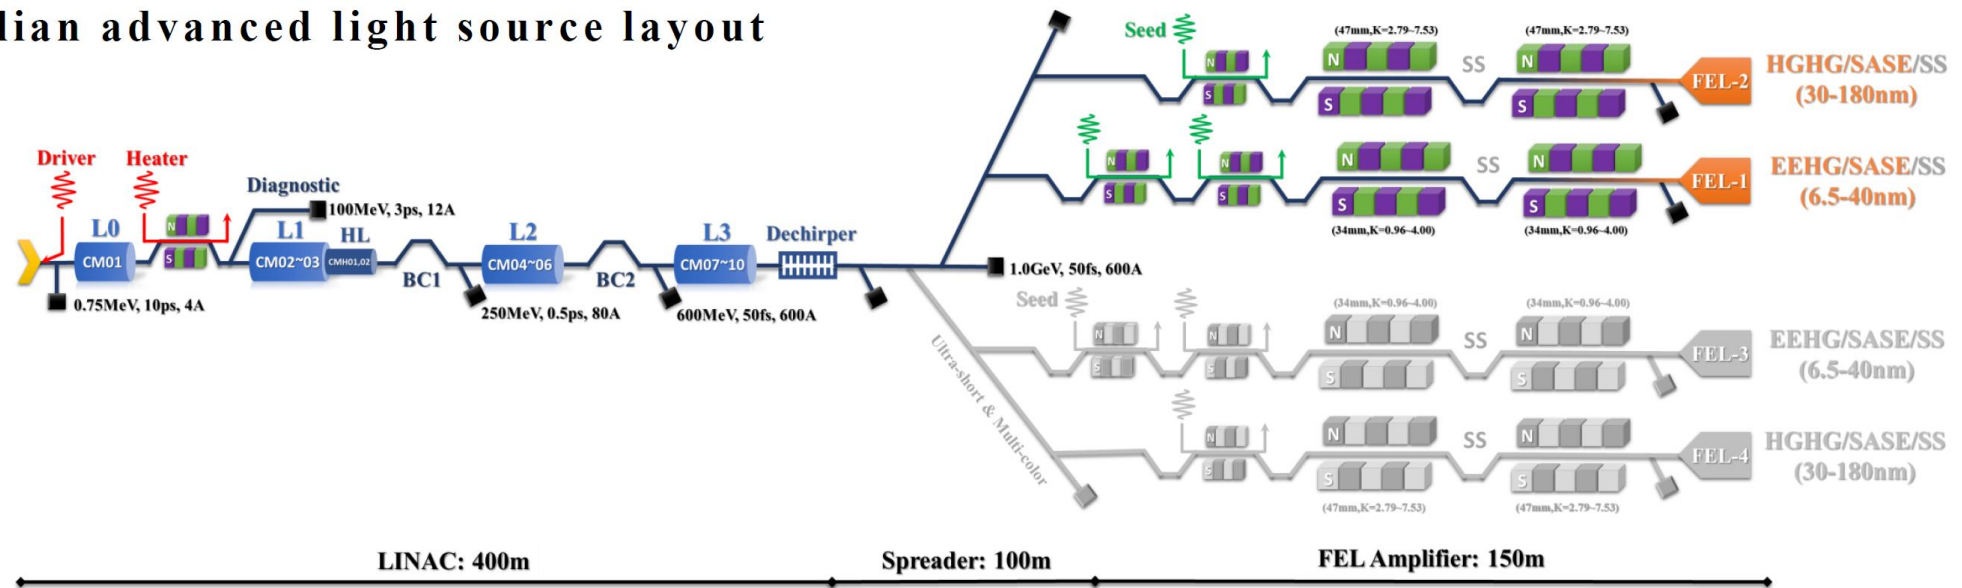 lian advanced light source layout
Seed
(47mm,K=2.79~7.53)
(47mm,K=2.79~7.53)
N
N
N
SS
S
S
S
FEL-2
HGHG/SASE/SS
(30-180nm)
Driver
Heater
Diagnostic
100MeV, 3ps, 12A
N
N
N
N
SS
S
S
S
S
FEL-1
EEHG/SASE/SS
(6.5-40nm)
(34mm,K=0.96~4.00)
(34mm,K=0.96~4.00)
L0
CM01
N
S
L1
CM02~03
HL
CMH01,02
BC1
L2
CM04~06
BC2
L3
CM07~10
Dechirper
0.75MeV, 10ps, 4A
250MeV, 0.5ps, 80A
600MeV, 50fs, 600A
1.0GeV, 50fs, 600A
Seed
(34mm,K=0.96~4.00)
(34mm,K=0.96~4.00)
N
N
N
N
SS
S
S
S
S
FEL-3
EEHG/SASE/SS
(6.5-40nm)
Ultra-short & Multi-color
N
N
N
SS
S
S
S
FEL-4
HGHG/SASE/SS
(30-180nm)
(47mm,K=2.79~7.53)
(47mm,K=2.79~7.53)
LINAC: 400m
Spreader: 100m
FEL Amplifier: 150m